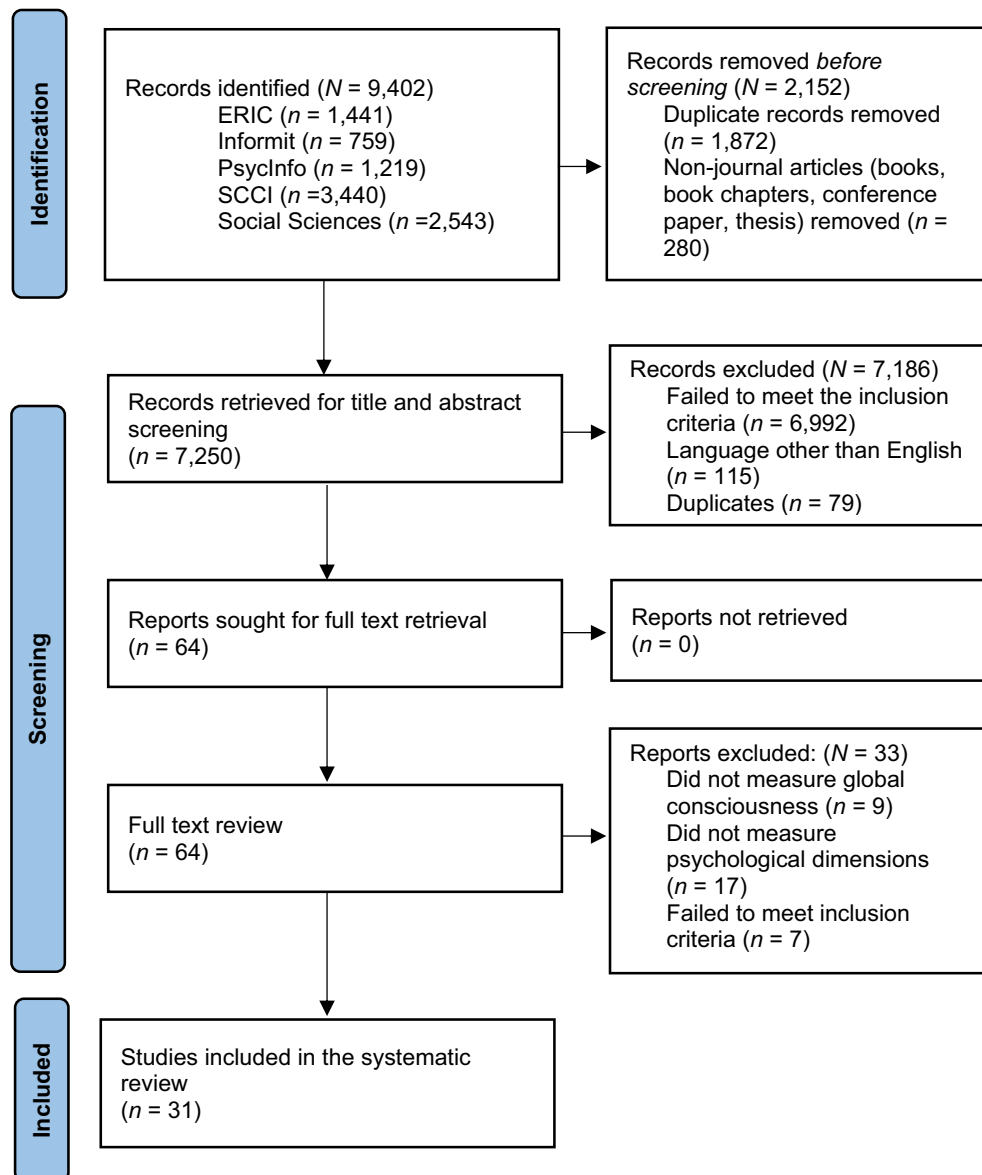 Identification
Records identified (N = 9,402)
ERIC (n = 1,441)
Informit (n = 759)
PsycInfo (n = 1,219)
SCCI (n =3,440)
Social Sciences (n =2,543)
Records removed before
screening (N = 2,152)
Duplicate records removed
(n = 1,872)
Non-journal articles (books,
book chapters, conference
paper, thesis) removed (n =
280)
Screening
Records retrieved for title and abstract
screening
(n = 7,250)
Records excluded (N = 7,186)
Failed to meet the inclusion
criteria (n = 6,992)
Language other than English
(n = 115)
Duplicates (n = 79)
Reports sought for full text retrieval
(n = 64)
Reports not retrieved
(n = 0)
Full text review
(n = 64)
Reports excluded: (N = 33)
Did not measure global
consciousness (n = 9)
Did not measure
psychological dimensions
(n = 17)
Failed to meet inclusion
criteria (n = 7)
Included
Studies included in the systematic
review
(n = 31)